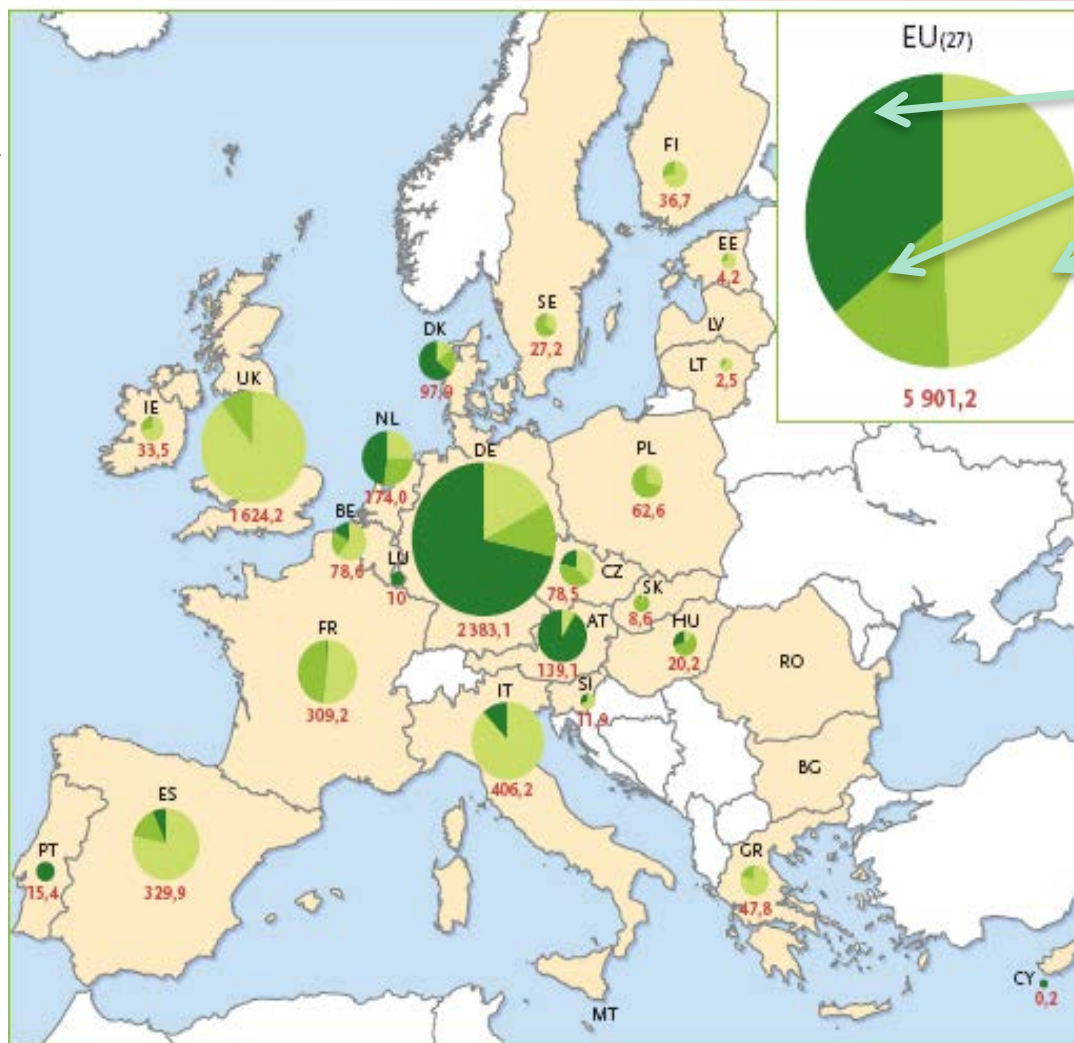 EU(27)
5 901,2
FI
36,7
EE
4,2
SE
27,2
LV
LT
2,5
DK
97,9
UK
1 624,2
IE
33,5
NL
174,0
DE
2 383,1
PL
62,6
BE
78,6
LU
10
CZ
78,5
SK
8,6
AT
139,1
HU
20,2
FR
309,2
SI
11,9
IT
406,2
RO
BG
ES
329,9
PT
15,4
GR
47,8
MT
CY
0,2